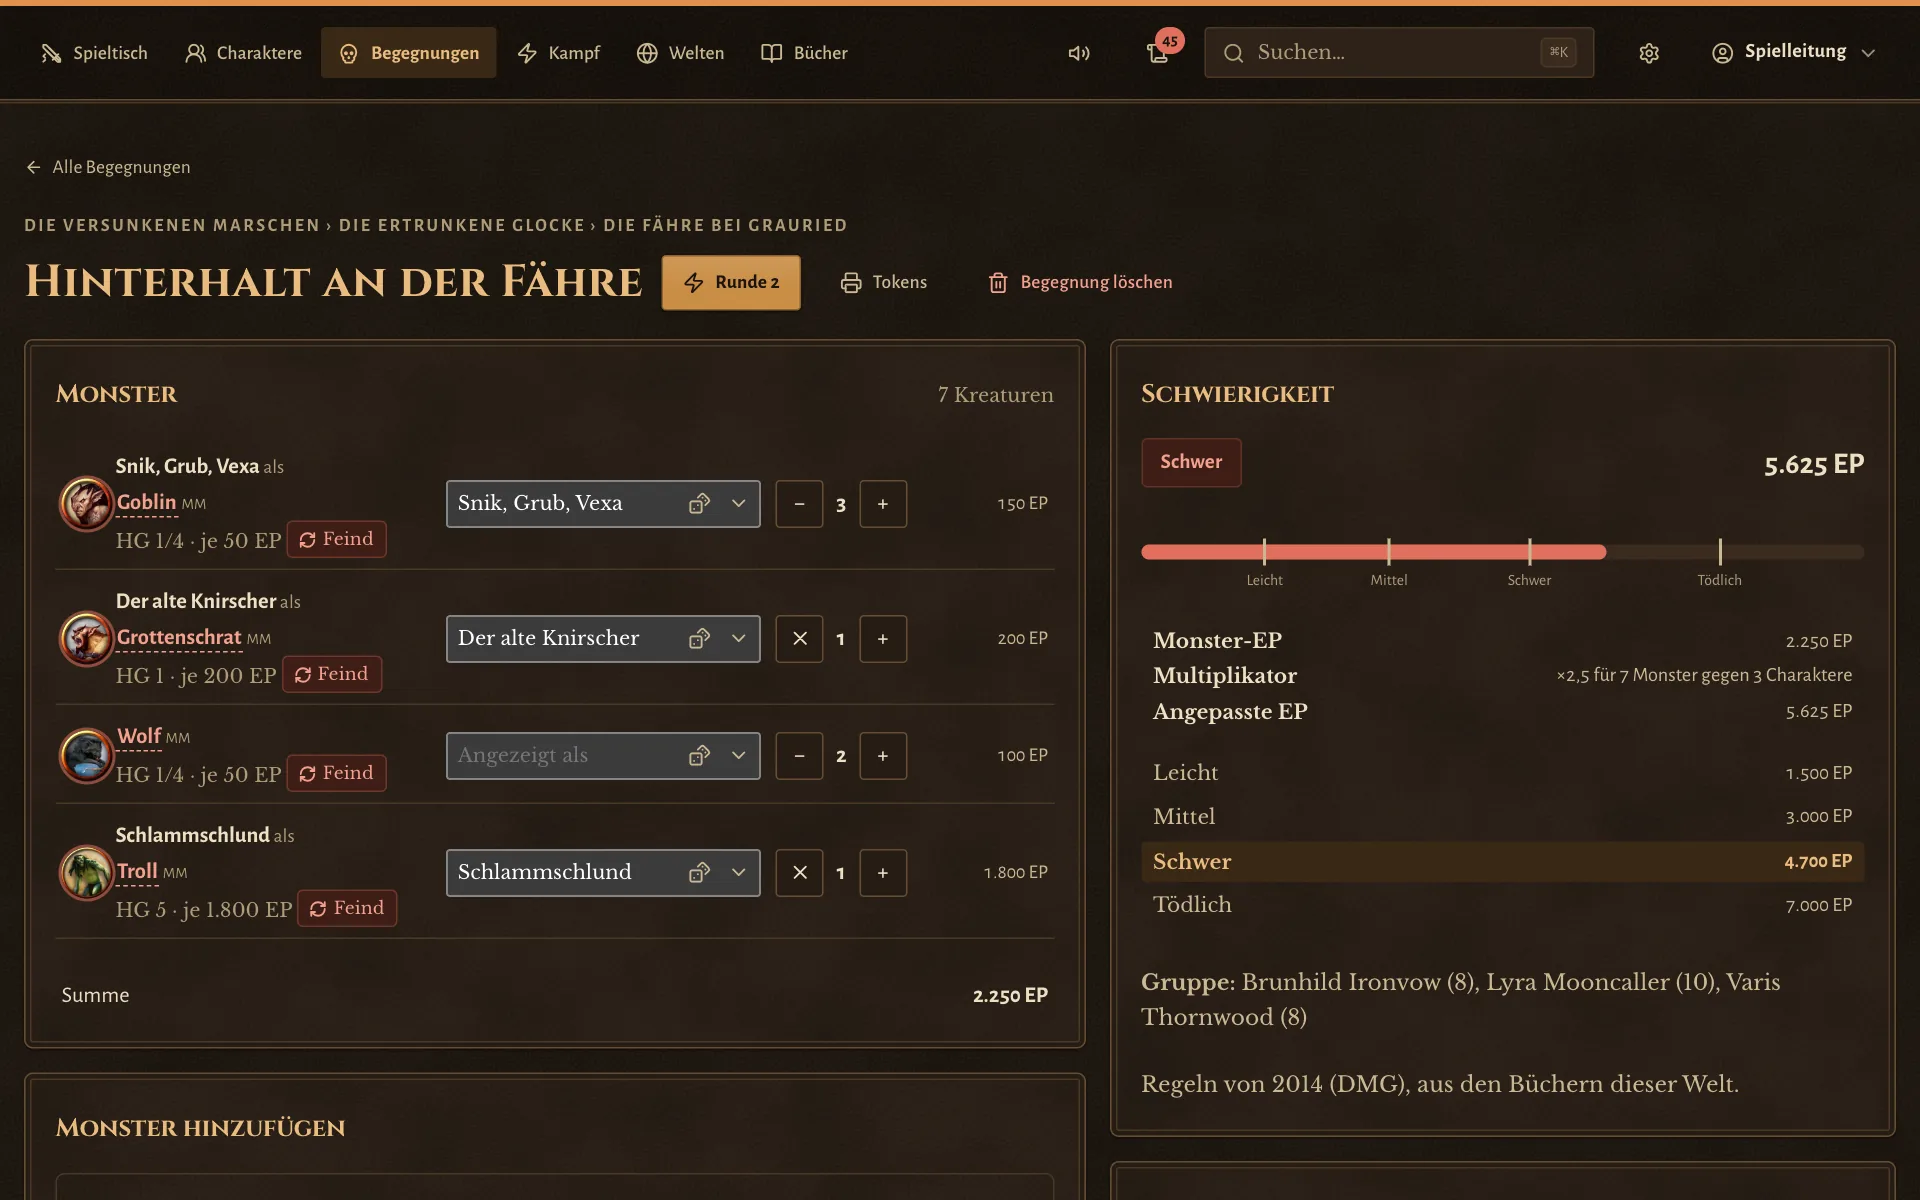 Spieltisch
Charaktere
Begegnungen
Kampf
Welten
Bücher
45
Suchen...
⌘K
Spielleitung
Alle Begegnungen
DIE VERSUNKENEN MARSCHEN › DIE ERTRUNKENE GLOCKE › DIE FÄHRE BEI GRAURIED
HINTERHALT AN DER FÄHRE
Runde 2
Tokens
Begegnung löschen
MONSTER
7 Kreaturen
Snik, Grub, Vexa als
Goblin MM
HG 1/4 · je 50 EP
Feind
Snik, Grub, Vexa
− 3 +
150 EP
Der alte Knirscher als
Grottenschrat MM
HG 1 · je 200 EP
Feind
Der alte Knirscher
× 1 +
200 EP
Wolf MM
HG 1/4 · je 50 EP
Feind
Angezeigt als
− 2 +
100 EP
Schlammschlund als
Troll MM
HG 5 · je 1.800 EP
Feind
Schlammschlund
× 1 +
1.800 EP
Summe
2.250 EP
MONSTER HINZUFÜGEN
SCHWIERIGKEIT
Schwer
5.625 EP
Leicht
Mittel
Schwer
Tödlich
Monster-EP
2.250 EP
Multiplikator
×2,5 für 7 Monster gegen 3 Charaktere
Angepasste EP
5.625 EP
Leicht
1.500 EP
Mittel
3.000 EP
Schwer
4.700 EP
Tödlich
7.000 EP
Gruppe: Brunhild Ironvow (8), Lyra Mooncaller (10), Varis
Thornwood (8)
Regeln von 2014 (DMG), aus den Büchern dieser Welt.